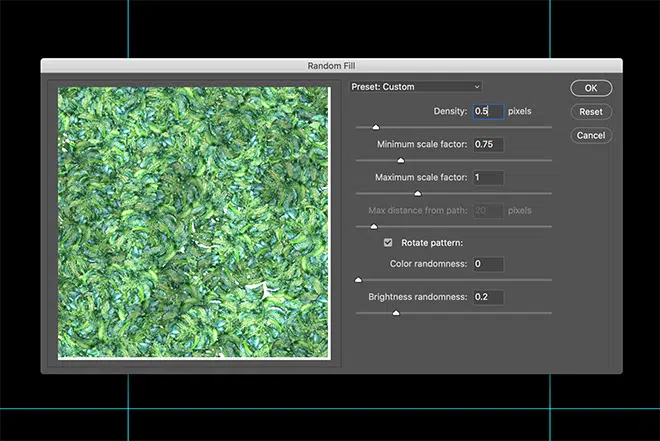 Random Fill
Preset: Custom
OK
Density: 0.5 pixels
Reset
Cancel
Minimum scale factor: 0.75
Maximum scale factor: 1
Max distance from path: 20 pixels
Rotate pattern:
Color randomness: 0
Brightness randomness: 0.2